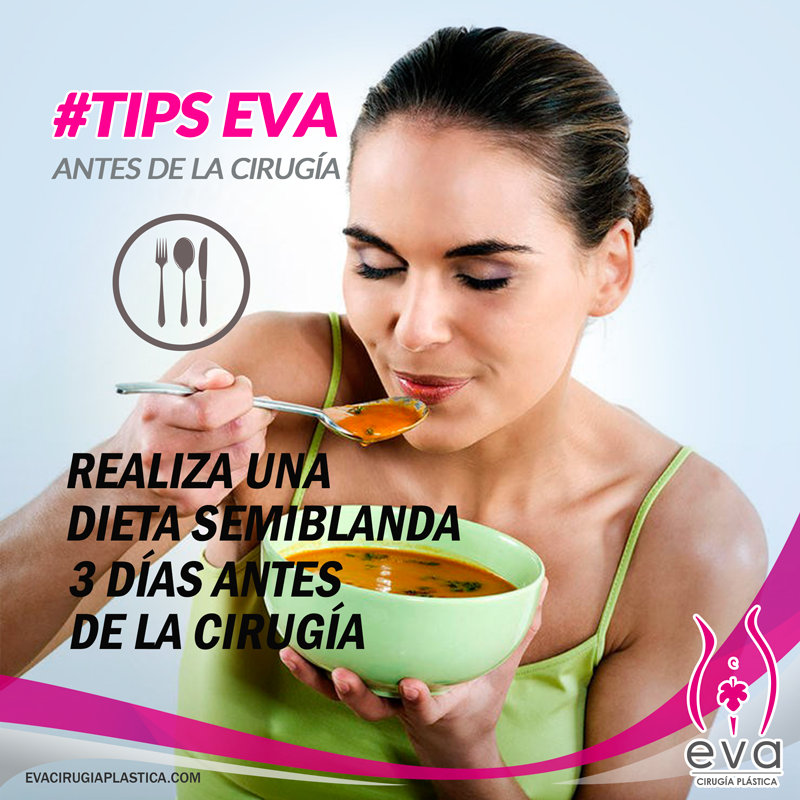 #TIPS EVA
ANTES DE LA CIRUGÍA
REALIZA UNA
DIETA SEMIBLANDA
3 DÍAS ANTES
DE LA CIRUGÍA
eva
CIRUGÍA PLÁSTICA
EVACIRUGIAPLASTICA.COM